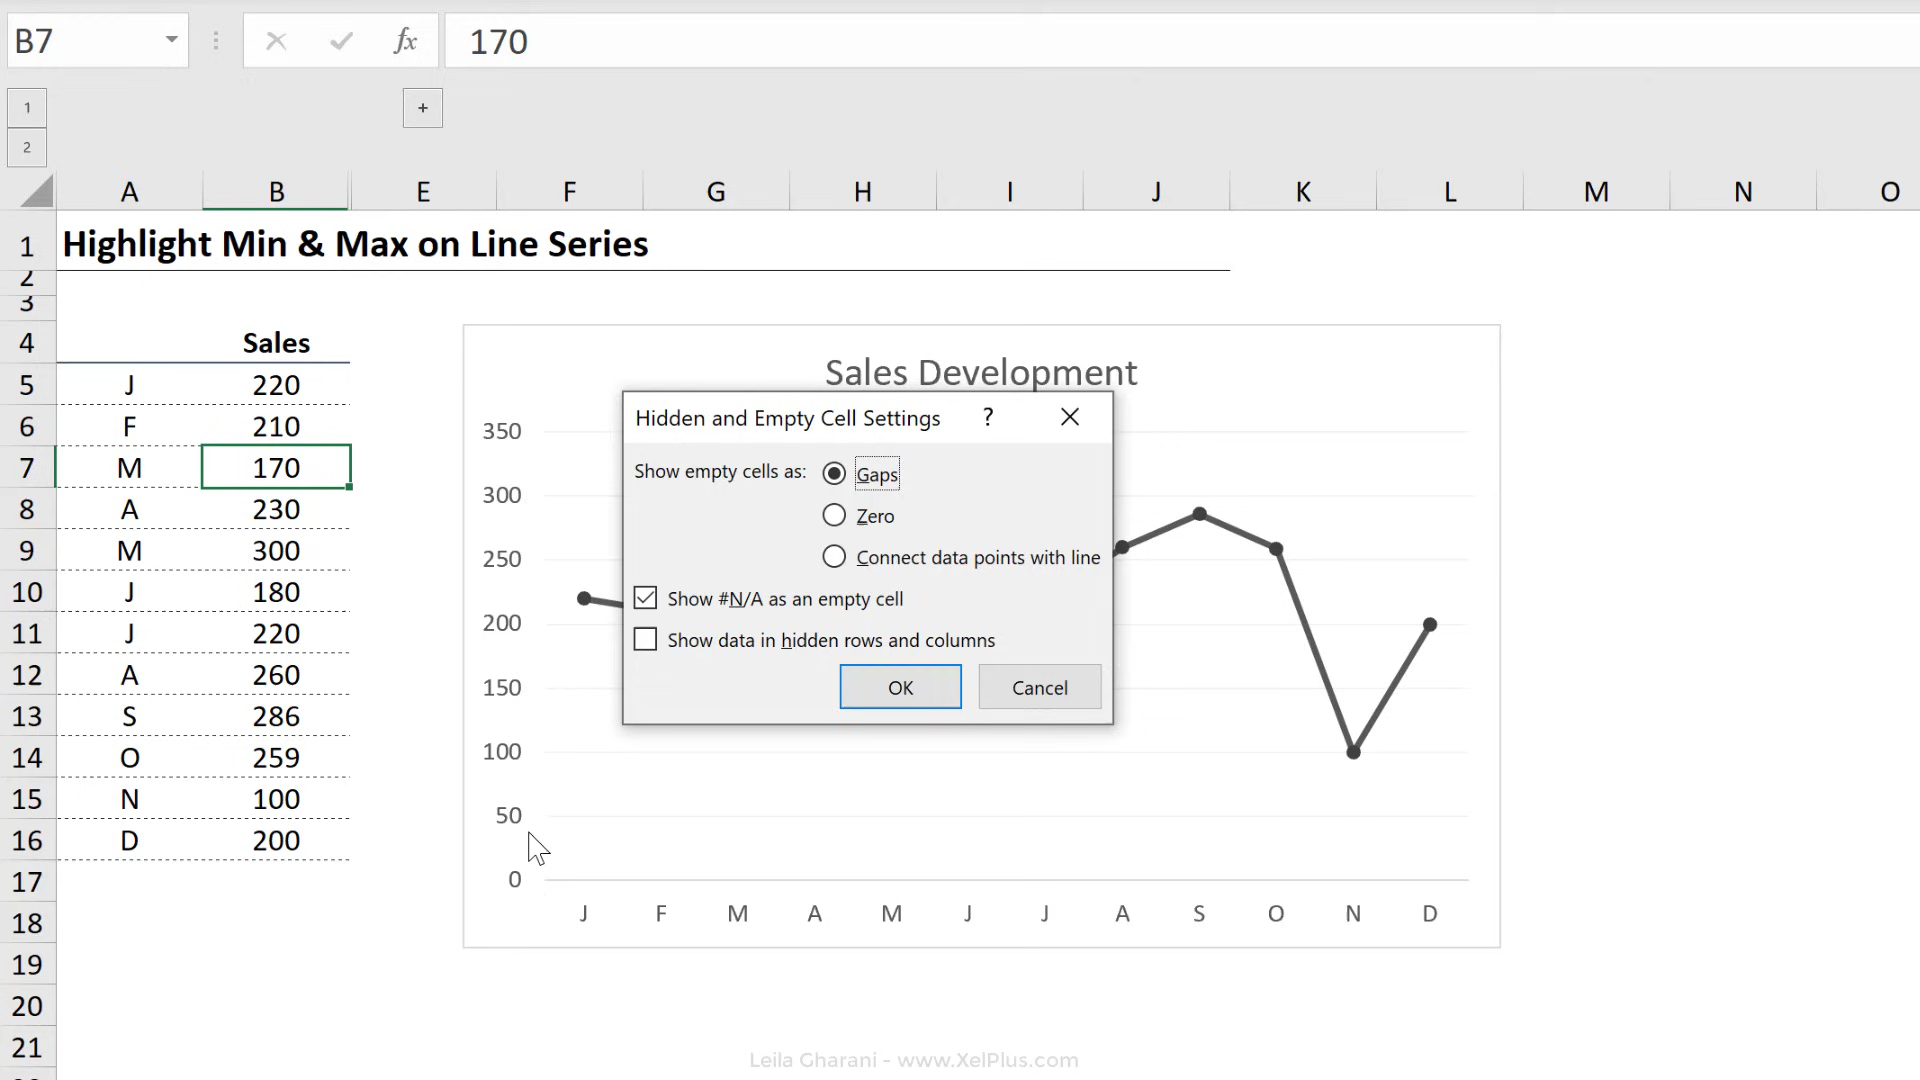 B7 fx 170
1 +
2
A B E F G H I J K L M N O
1 Highlight Min & Max on Line Series
2
3
4 Sales
5 J 220
6 F 210
7 M 170
8 A 230
9 M 300
10 J 180
11 J 220
12 A 260
13 S 286
14 O 259
15 N 100
16 D 200
17
18
19
20
21
Sales Development
350
300
250
200
150
100
50
0
J F M A M J J A S O N D
Hidden and Empty Cell Settings ?
Show empty cells as: Gaps
Zero
Connect data points with line
Show #N/A as an empty cell
Show data in hidden rows and columns
OK Cancel
Leila Gharani - www.XelPlus.com